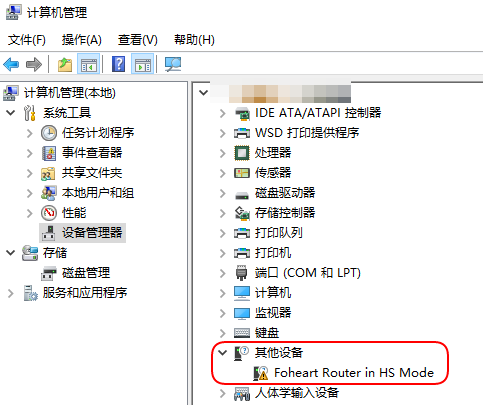 计算机管理
文件(F) 操作(A) 查看(V) 帮助(H)
计算机管理(本地)
系统工具
任务计划程序
事件查看器
共享文件夹
本地用户和组
性能
设备管理器
存储
磁盘管理
服务和应用程序
IDE ATA/ATAPI 控制器
WSD 打印提供程序
处理器
传感器
磁盘驱动器
存储控制器
打印队列
打印机
端口 (COM 和 LPT)
计算机
监视器
键盘
其他设备
Foheart Router in HS Mode
人体学输入设备